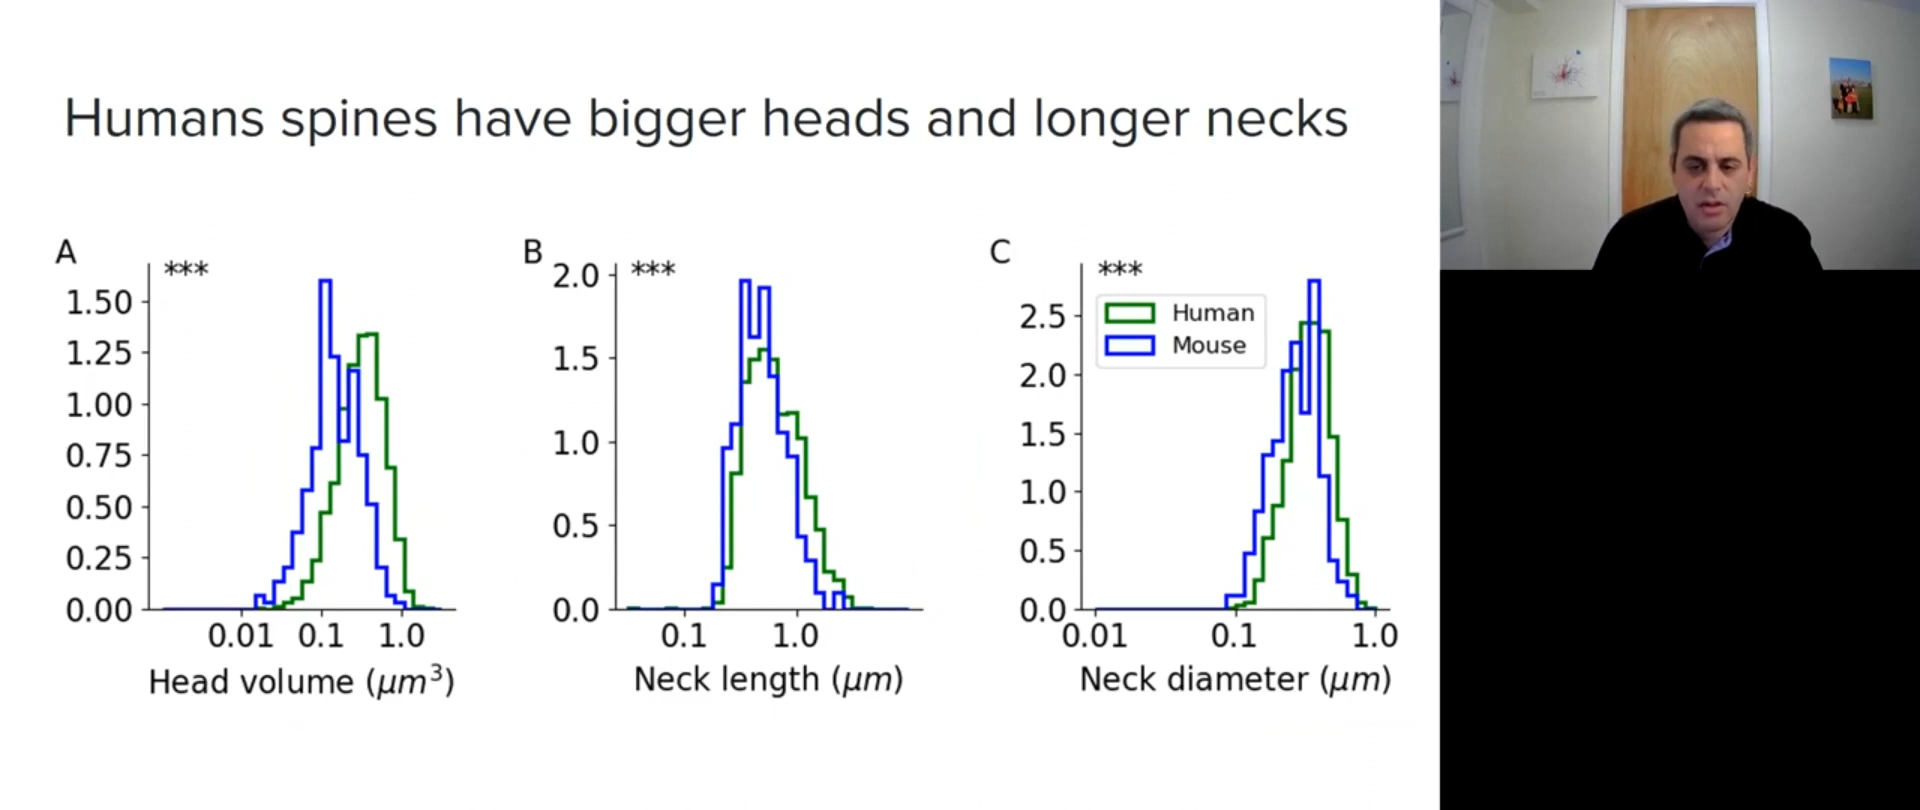 Humans spines have bigger heads and longer necks
A
***
1.50
1.25
1.00
0.75
0.50
0.25
0.00
0.01 0.1 1.0
Head volume (μm³)
B
***
2.0
1.5
1.0
0.5
0.0
0.1 1.0
Neck length (μm)
C
***
Human
Mouse
2.5
2.0
1.5
1.0
0.5
0.0
0.01 0.1 1.0
Neck diameter (μm)